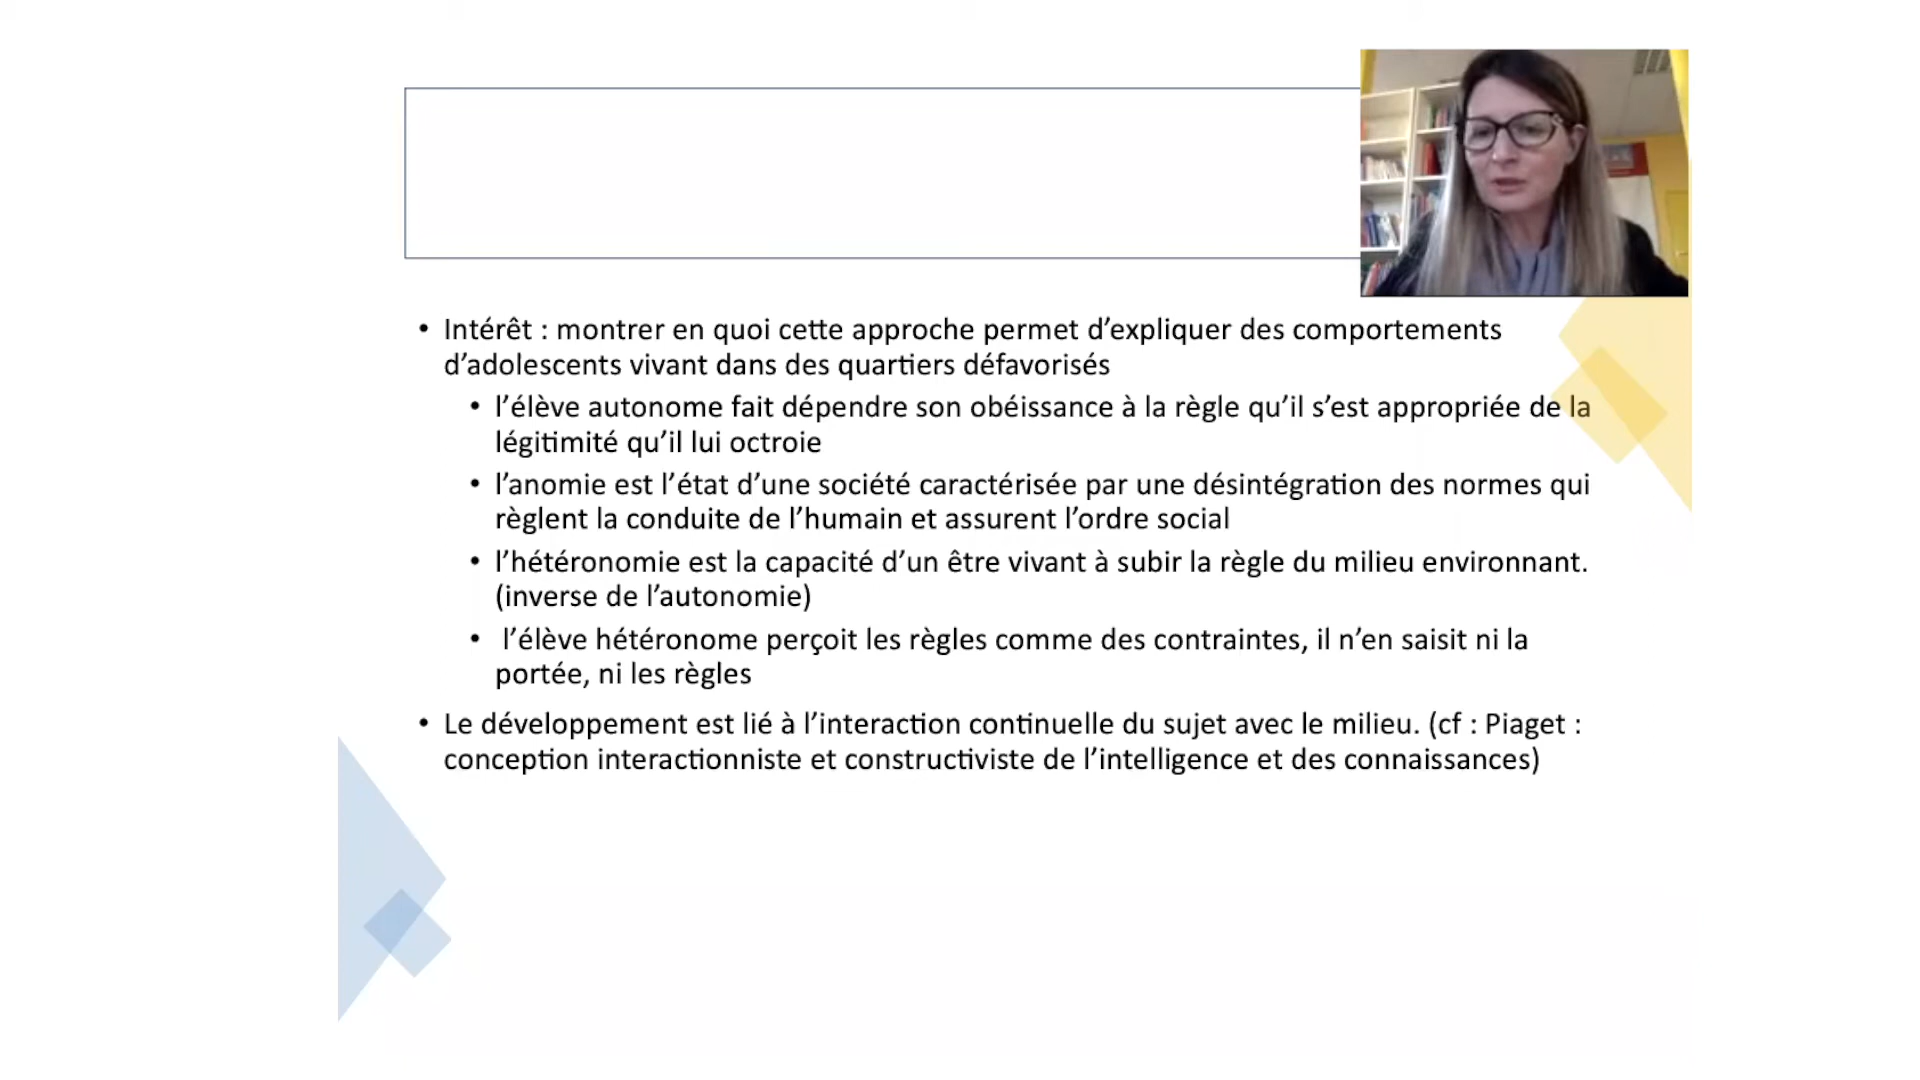 • Intérêt : montrer en quoi cette approche permet d’expliquer des comportements
d’adolescents vivant dans des quartiers défavorisés
• l’élève autonome fait dépendre son obéissance à la règle qu’il s’est appropriée de la
légitimité qu’il lui octroie
• l’anomie est l’état d’une société caractérisée par une désintégration des normes qui
règlent la conduite de l’humain et assurent l’ordre social
• l’hétéronomie est la capacité d’un être vivant à subir la règle du milieu environnant.
(inverse de l’autonomie)
• l’élève hétéronome perçoit les règles comme des contraintes, il n’en saisit ni la
portée, ni les règles
• Le développement est lié à l’interaction continuelle du sujet avec le milieu. (cf : Piaget :
conception interactionniste et constructiviste de l’intelligence et des connaissances)